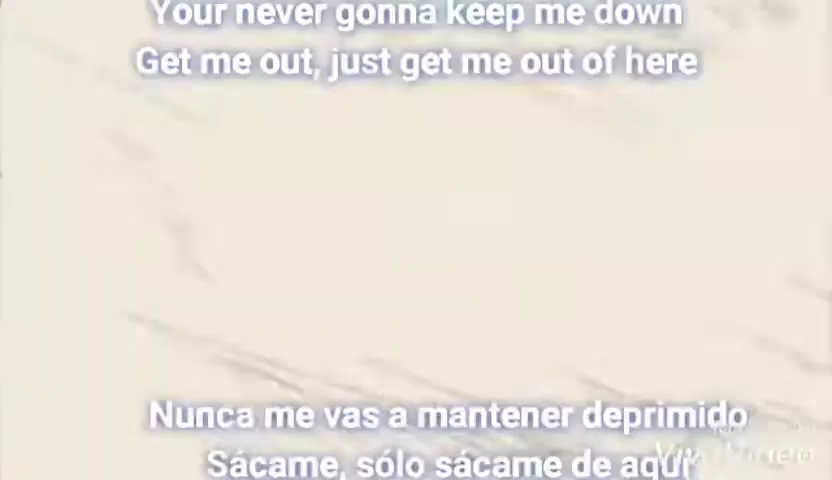 Your never gonna keep me down
Get me out, just get me out of here
Nunca me vas a mantener deprimido
Sácame, sólo sácame de aquí